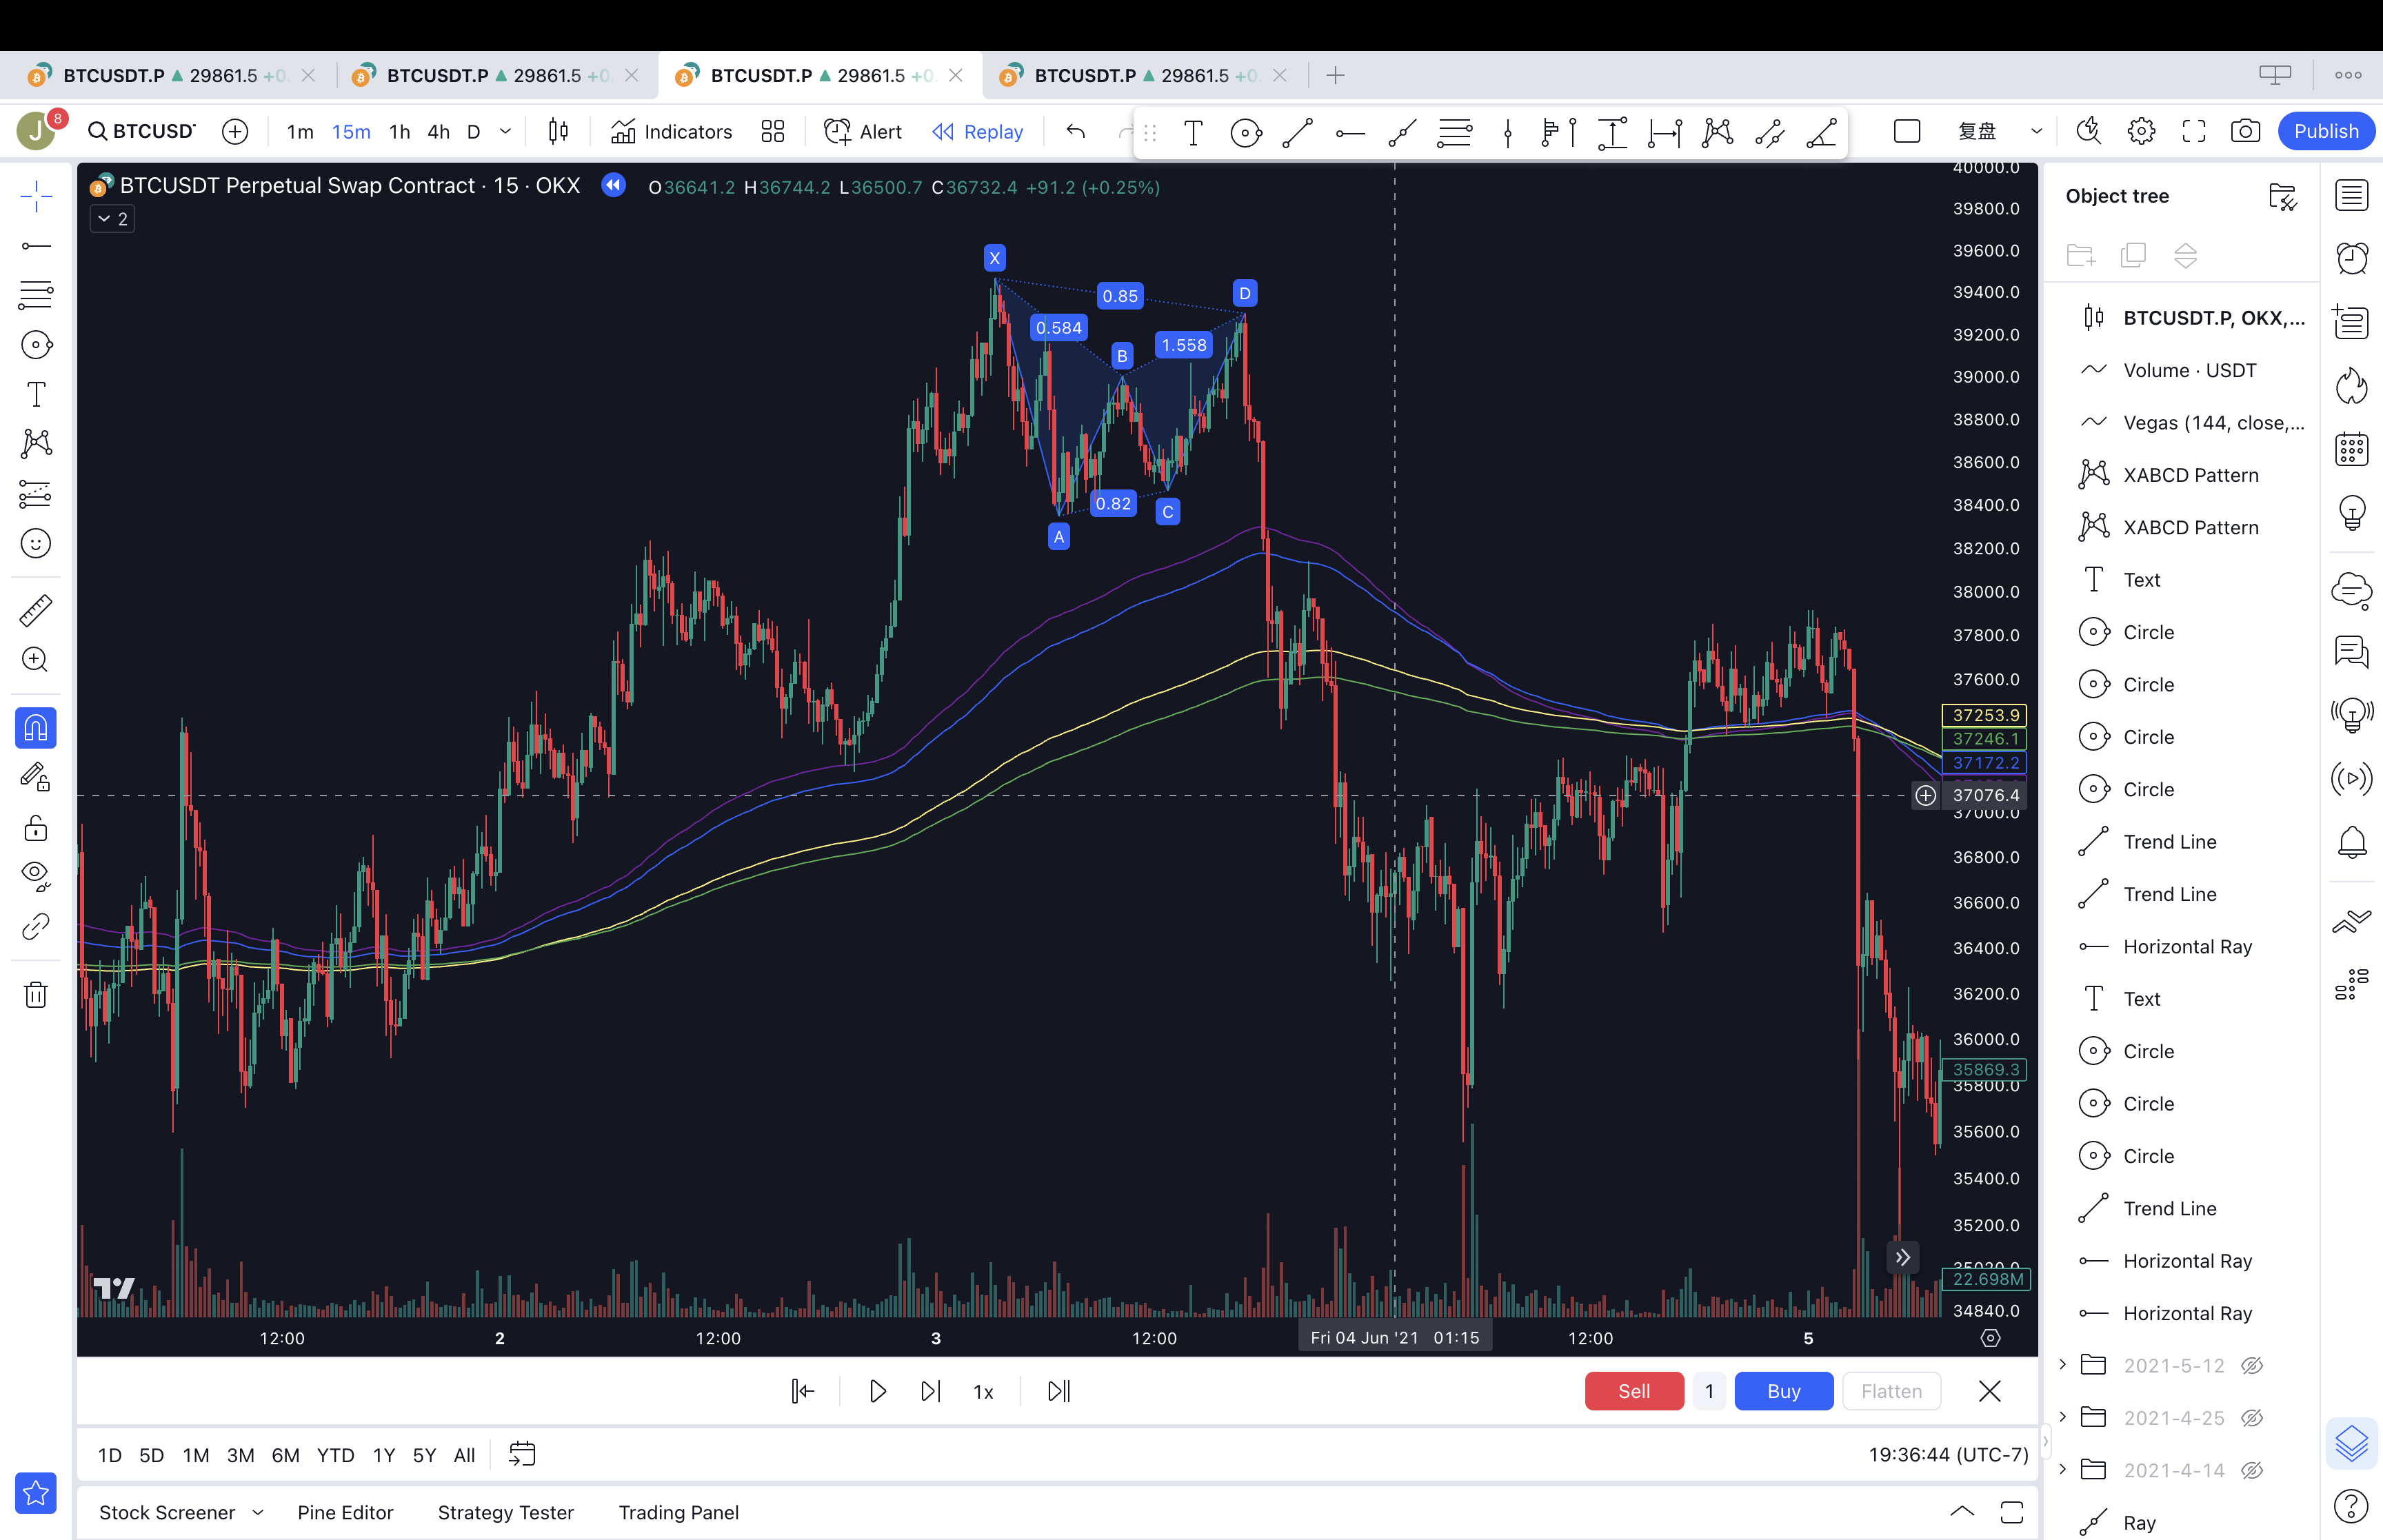 BTCUSDT.P 29861.5 +0
BTCUSDT.P 29861.5 +0
BTCUSDT.P 29861.5 +0
BTCUSDT.P 29861.5 +0
J 8
BTCUSDT
1m 15m 1h 4h D
Indicators
Alert
Replay
复盘
Publish
BTCUSDT Perpetual Swap Contract · 15 · OKX
O36641.2 H36744.2 L36500.7 C36732.4 +91.2 (+0.25%)
2
X
D
0.85
0.584
B
1.558
0.82
C
A
40000.0
39800.0
39600.0
39400.0
39200.0
39000.0
38800.0
38600.0
38400.0
38200.0
38000.0
37800.0
37600.0
37253.9
37246.1
37172.2
37076.4
37000.0
36800.0
36600.0
36400.0
36200.0
36000.0
35869.3
35800.0
35600.0
35400.0
35200.0
22.698M
34840.0
12:00
2
12:00
3
12:00
Fri 04 Jun '21 01:15
12:00
5
1x
Sell
1
Buy
Flatten
1D 5D 1M 3M 6M YTD 1Y 5Y All
19:36:44 (UTC-7)
Stock Screener
Pine Editor
Strategy Tester
Trading Panel
Object tree
BTCUSDT.P, OKX,...
Volume · USDT
Vegas (144, close,...
XABCD Pattern
XABCD Pattern
Text
Circle
Circle
Circle
Circle
Trend Line
Trend Line
Horizontal Ray
Text
Circle
Circle
Circle
Trend Line
Horizontal Ray
Horizontal Ray
2021-5-12
2021-4-25
2021-4-14
Ray